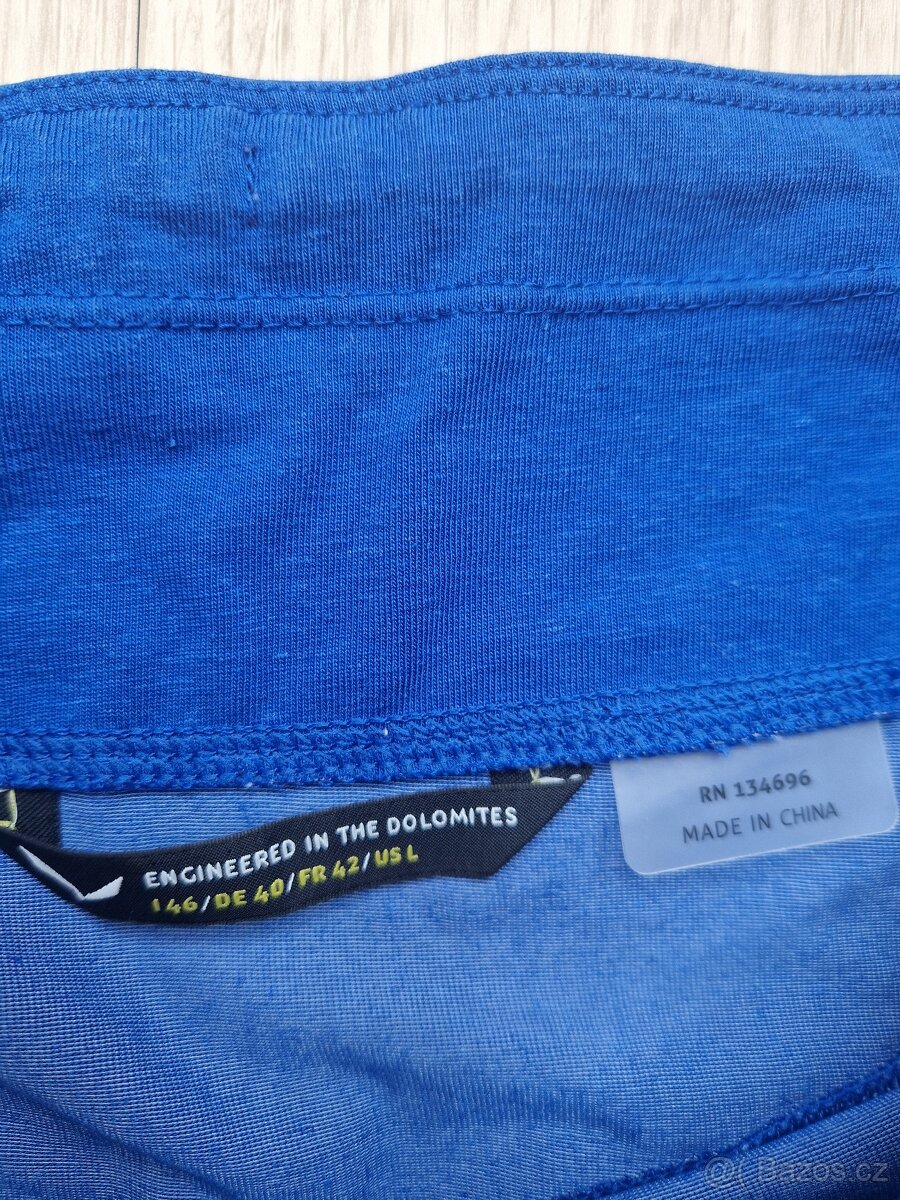 ENGINEERED IN THE DOLOMITES
I 46/DE 40/FR 42/US L
RN 134696
MADE IN CHINA
Bazos.cz